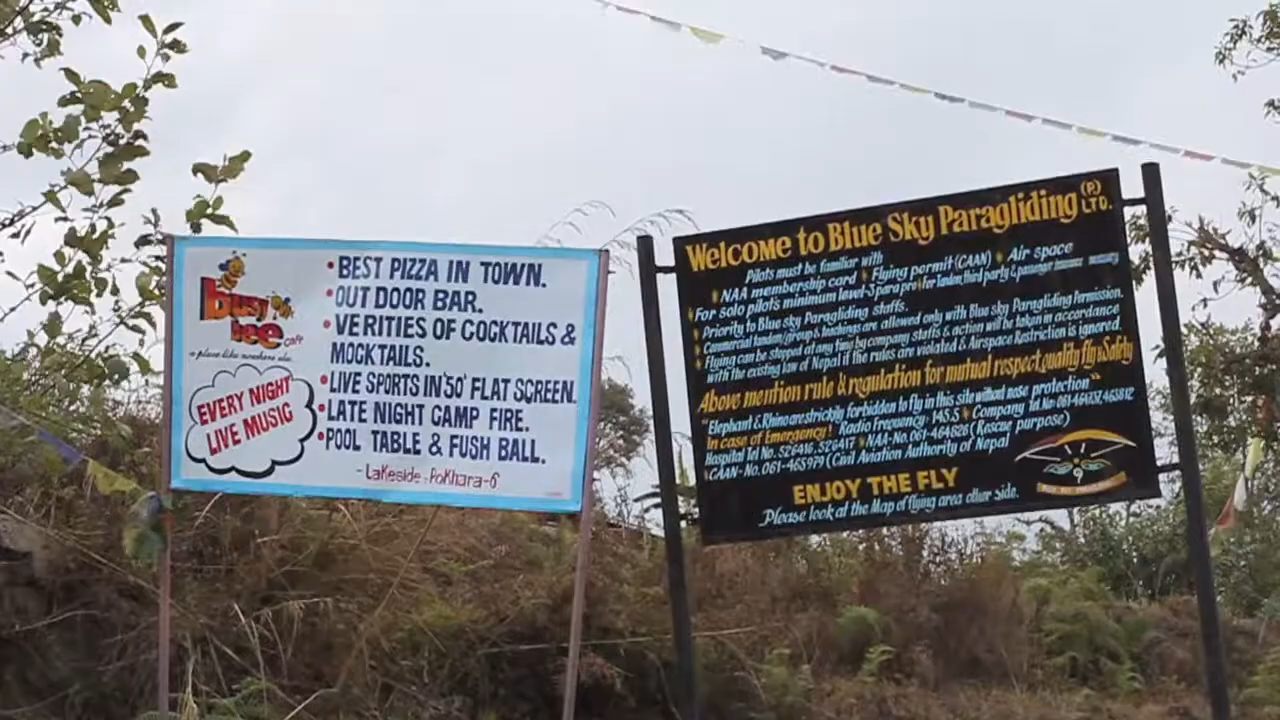 busy
bee
cafe
a place like nowhere else
EVERY NIGHT
LIVE MUSIC
• BEST PIZZA IN TOWN.
• OUT DOOR BAR.
• VERITIES OF COCKTAILS &
MOCKTAILS.
• LIVE SPORTS IN '50' FLAT SCREEN.
• LATE NIGHT CAMP FIRE.
• POOL TABLE & FUSH BALL.
- Lakeside, Pokhara-6
Welcome to Blue Sky Paragliding (P.) LTD.
Pilots must be familiar with
NAA membership card Flying permit (CAAN) Air space
For solo pilots minimum level-3 para pro For tandem, third party & passenger
Priority to Blue sky Paragliding staffs.
Commercial tandem/group & teachings are allowed only with Blue sky Paragliding Permission.
Flying can be stopped at any time by company staffs & action will be taken in accordance
with the existing law of Nepal if the rules are violated & Airspace Restriction is ignored.
Above mention rule & regulation for mutual respect, quality fly & Safety
"Elephant & Rhino are strickily forbidden to fly in this site without nose protection"
In case of Emergency! Radio Frequency: 145.5 Company Tel.No:
Hospital Tel No. 526416, 526417 NAA-No. 061-464626 (Rescue purpose)
CAAN-No. 061-465979 (Civil Aviation Authority of Nepal
ENJOY THE FLY
Please look at the Map of flying area other side.